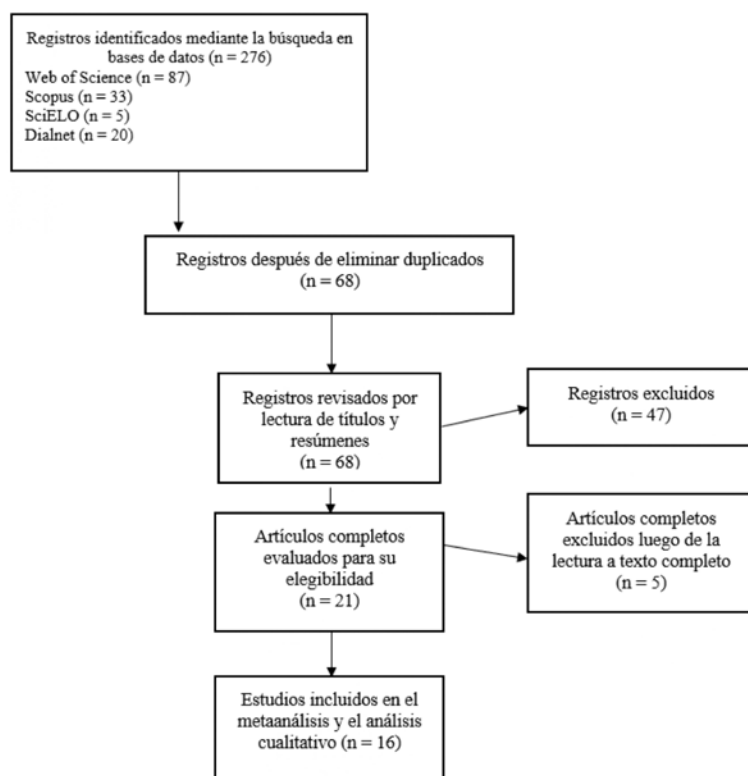 Registros identificados mediante la búsqueda en
bases de datos (n = 276)
Web of Science (n = 87)
Scopus (n = 33)
SciELO (n = 5)
Dialnet (n = 20)
Registros después de eliminar duplicados
(n = 68)
Registros revisados por
lectura de títulos y
resúmenes
(n = 68)
Registros excluidos
(n = 47)
Artículos completos
evaluados para su
elegibilidad
(n = 21)
Artículos completos
excluidos luego de la
lectura a texto completo
(n = 5)
Estudios incluidos en el
metaanálisis y el análisis
cualitativo (n = 16)